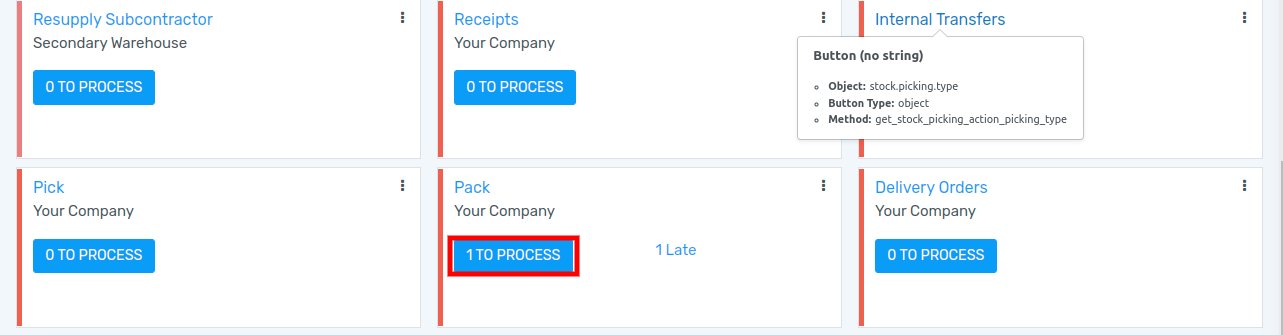 Resupply Subcontractor
Secondary Warehouse
0 TO PROCESS
Receipts
Your Company
0 TO PROCESS
Internal Transfers
Button (no string)
Object: stock.picking.type
Button Type: object
Method: get_stock_picking_action_picking_type
Pick
Your Company
0 TO PROCESS
Pack
Your Company
1 TO PROCESS
1 Late
Delivery Orders
Your Company
0 TO PROCESS